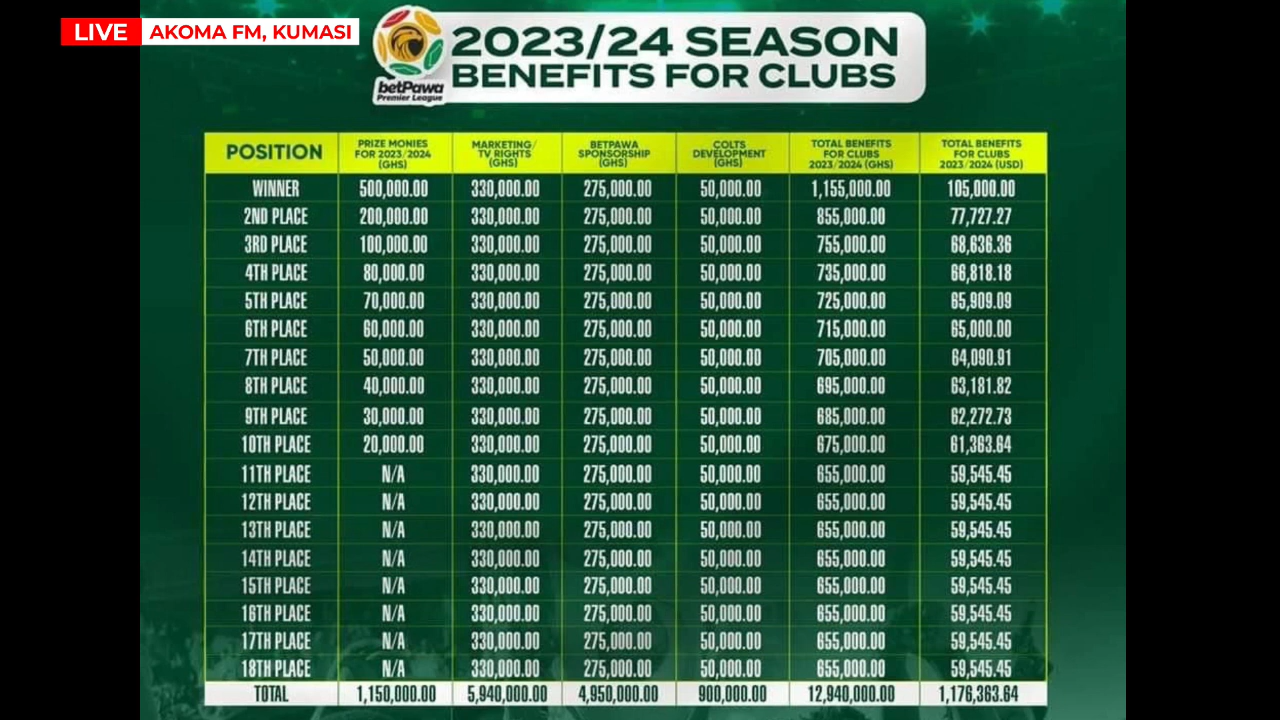 LIVE AKOMA FM, KUMASI
betPawa
Premier League
2023/24 SEASON
BENEFITS FOR CLUBS
POSITION
PRIZE MONIES
FOR 2023/2024
(GHS)
MARKETING/
TV RIGHTS
(GHS)
BETPAWA
SPONSORSHIP
(GHS)
COLTS
DEVELOPMENT
(GHS)
TOTAL BENEFITS
FOR CLUBS
2023/2024 (GHS)
TOTAL BENEFITS
FOR CLUBS
2023/2024 (USD)
WINNER 500,000.00 330,000.00 275,000.00 50,000.00 1,155,000.00 105,000.00
2ND PLACE 200,000.00 330,000.00 275,000.00 50,000.00 855,000.00 77,727.27
3RD PLACE 100,000.00 330,000.00 275,000.00 50,000.00 755,000.00 68,636.36
4TH PLACE 80,000.00 330,000.00 275,000.00 50,000.00 735,000.00 66,818.18
5TH PLACE 70,000.00 330,000.00 275,000.00 50,000.00 725,000.00 65,909.09
6TH PLACE 60,000.00 330,000.00 275,000.00 50,000.00 715,000.00 65,000.00
7TH PLACE 50,000.00 330,000.00 275,000.00 50,000.00 705,000.00 64,090.91
8TH PLACE 40,000.00 330,000.00 275,000.00 50,000.00 695,000.00 63,181.82
9TH PLACE 30,000.00 330,000.00 275,000.00 50,000.00 685,000.00 62,272.73
10TH PLACE 20,000.00 330,000.00 275,000.00 50,000.00 675,000.00 61,363.64
11TH PLACE N/A 330,000.00 275,000.00 50,000.00 655,000.00 59,545.45
12TH PLACE N/A 330,000.00 275,000.00 50,000.00 655,000.00 59,545.45
13TH PLACE N/A 330,000.00 275,000.00 50,000.00 655,000.00 59,545.45
14TH PLACE N/A 330,000.00 275,000.00 50,000.00 655,000.00 59,545.45
15TH PLACE N/A 330,000.00 275,000.00 50,000.00 655,000.00 59,545.45
16TH PLACE N/A 330,000.00 275,000.00 50,000.00 655,000.00 59,545.45
17TH PLACE N/A 330,000.00 275,000.00 50,000.00 655,000.00 59,545.45
18TH PLACE N/A 330,000.00 275,000.00 50,000.00 655,000.00 59,545.45
TOTAL 1,150,000.00 5,940,000.00 4,950,000.00 900,000.00 12,940,000.00 1,176,363.64